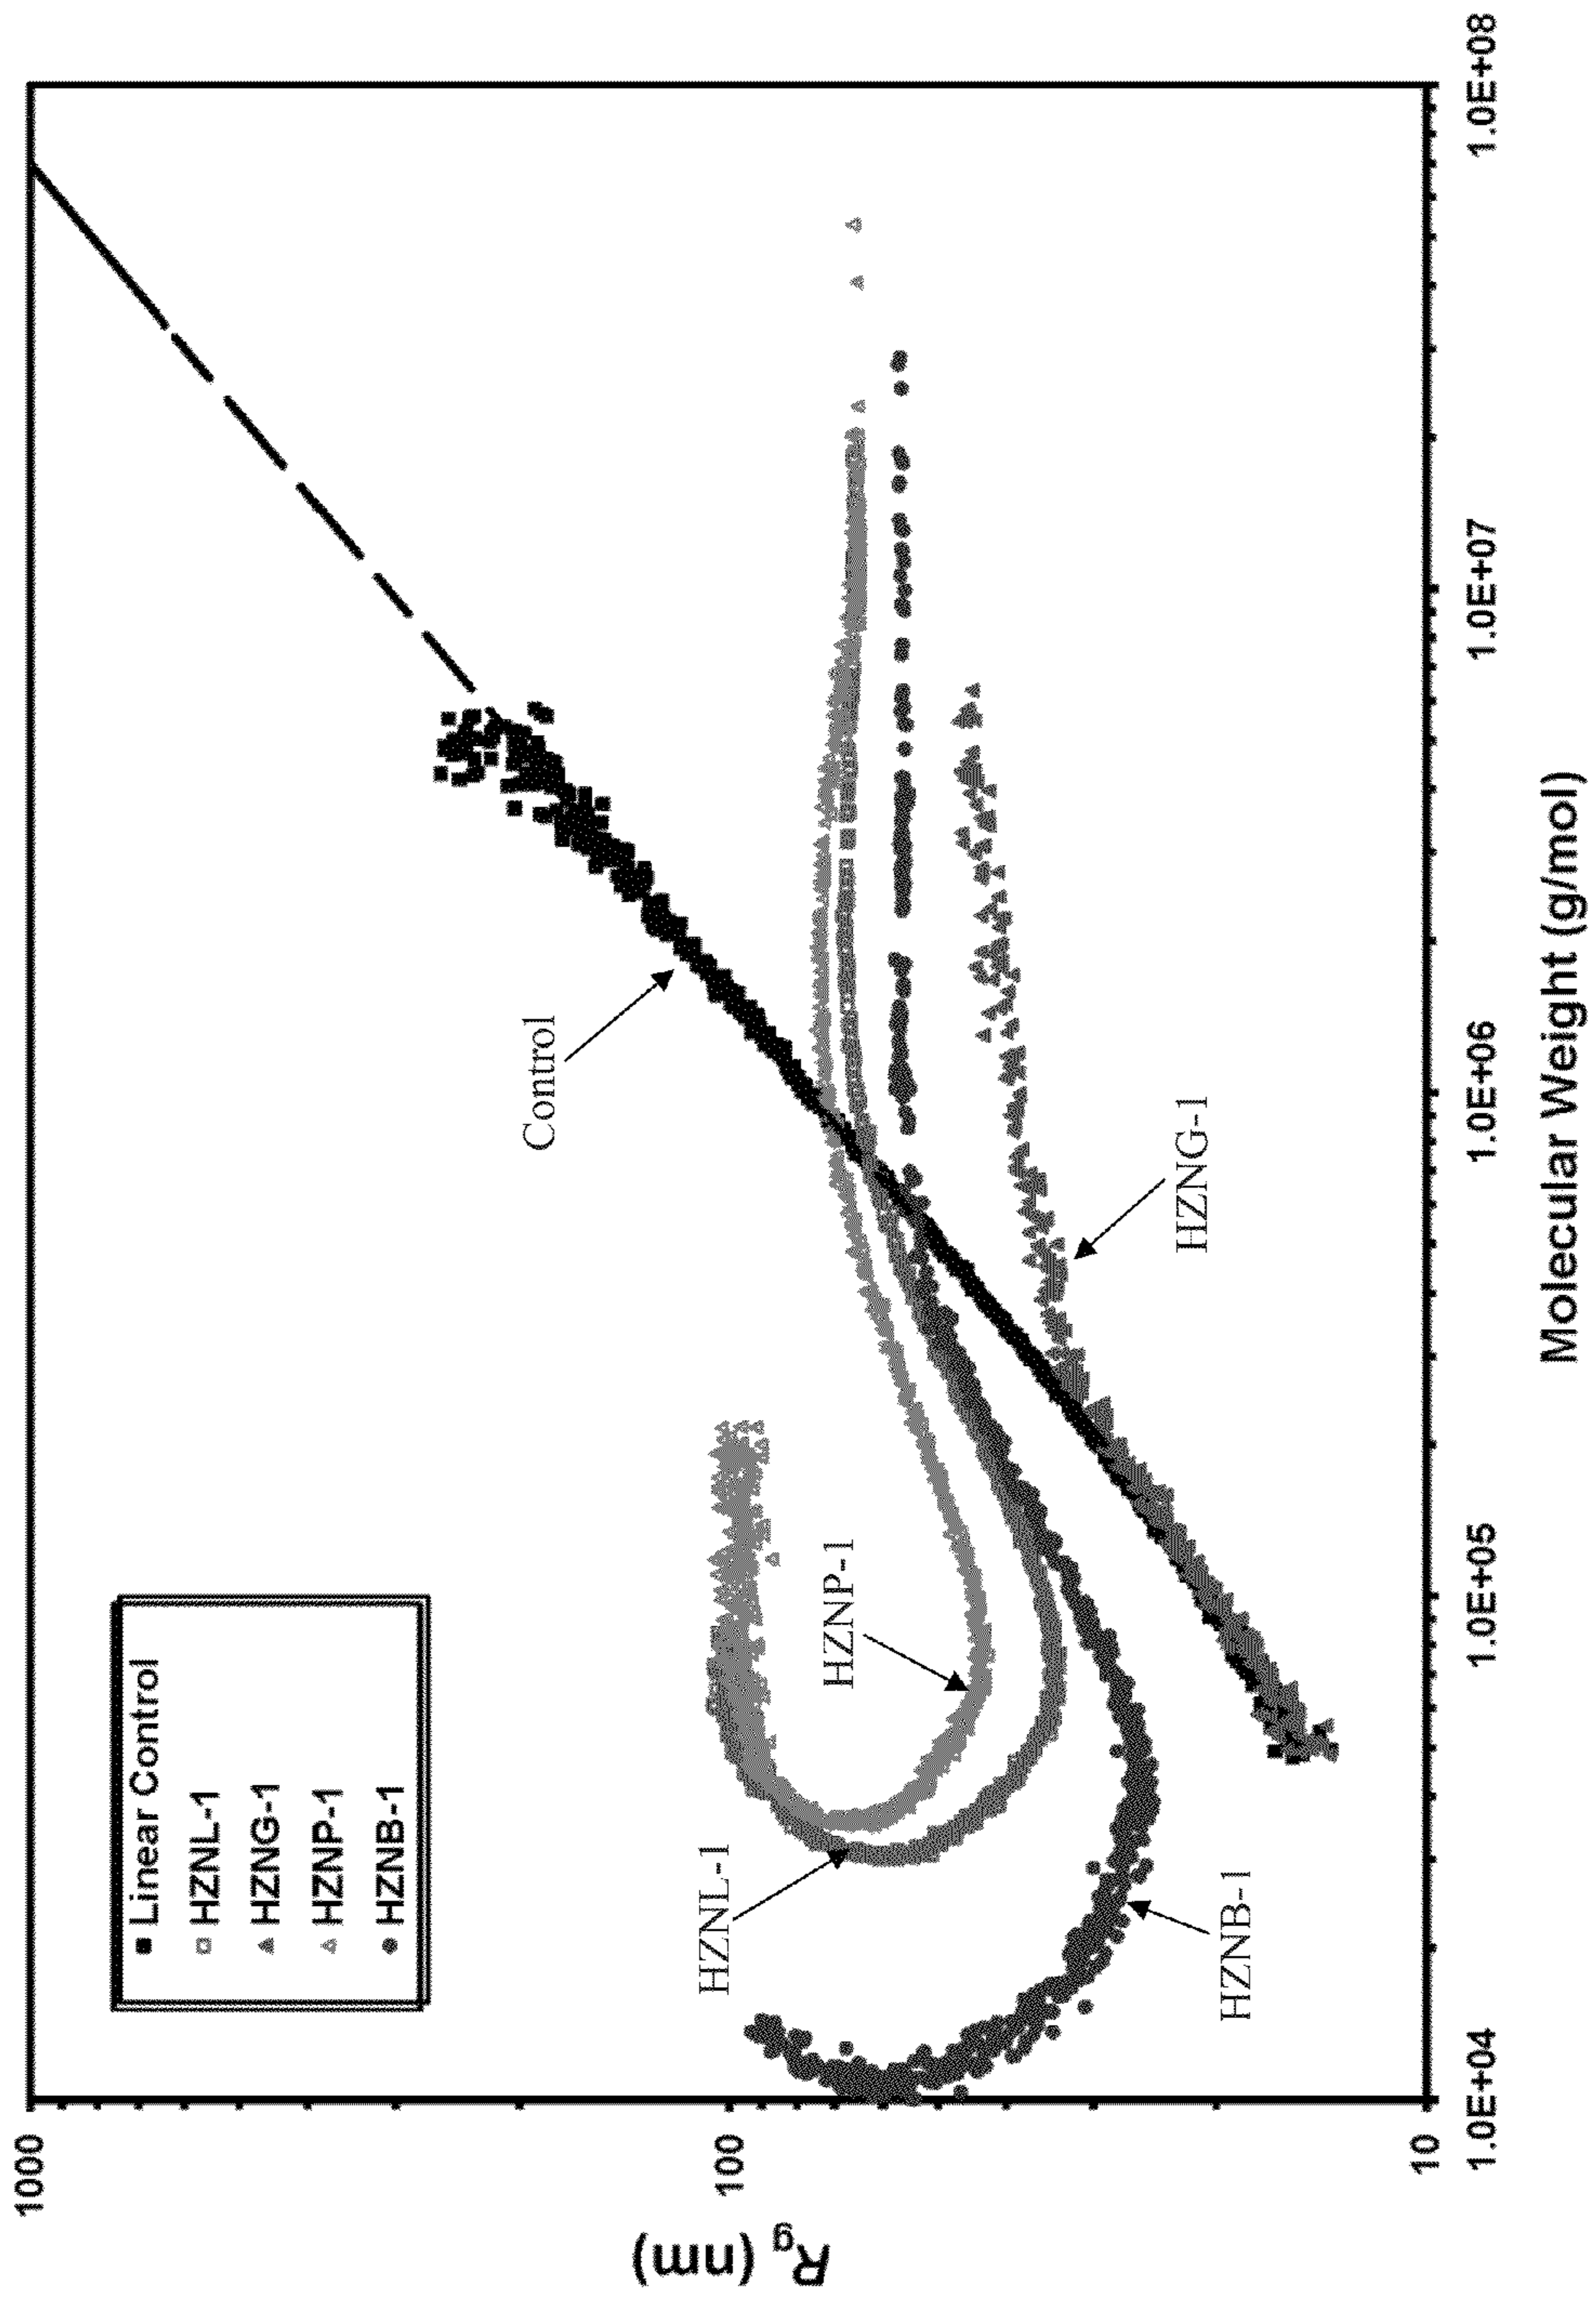 1000
100
10
R g (nm)
Linear Control
HZNL-1
HZNG-1
HZNP-1
HZNB-1
Control
HZNP-1
HZNL-1
HZNG-1
HZNB-1
1.0E+04
1.0E+05
1.0E+06
1.0E+07
1.0E+08
Molecular Weight (g/mol)